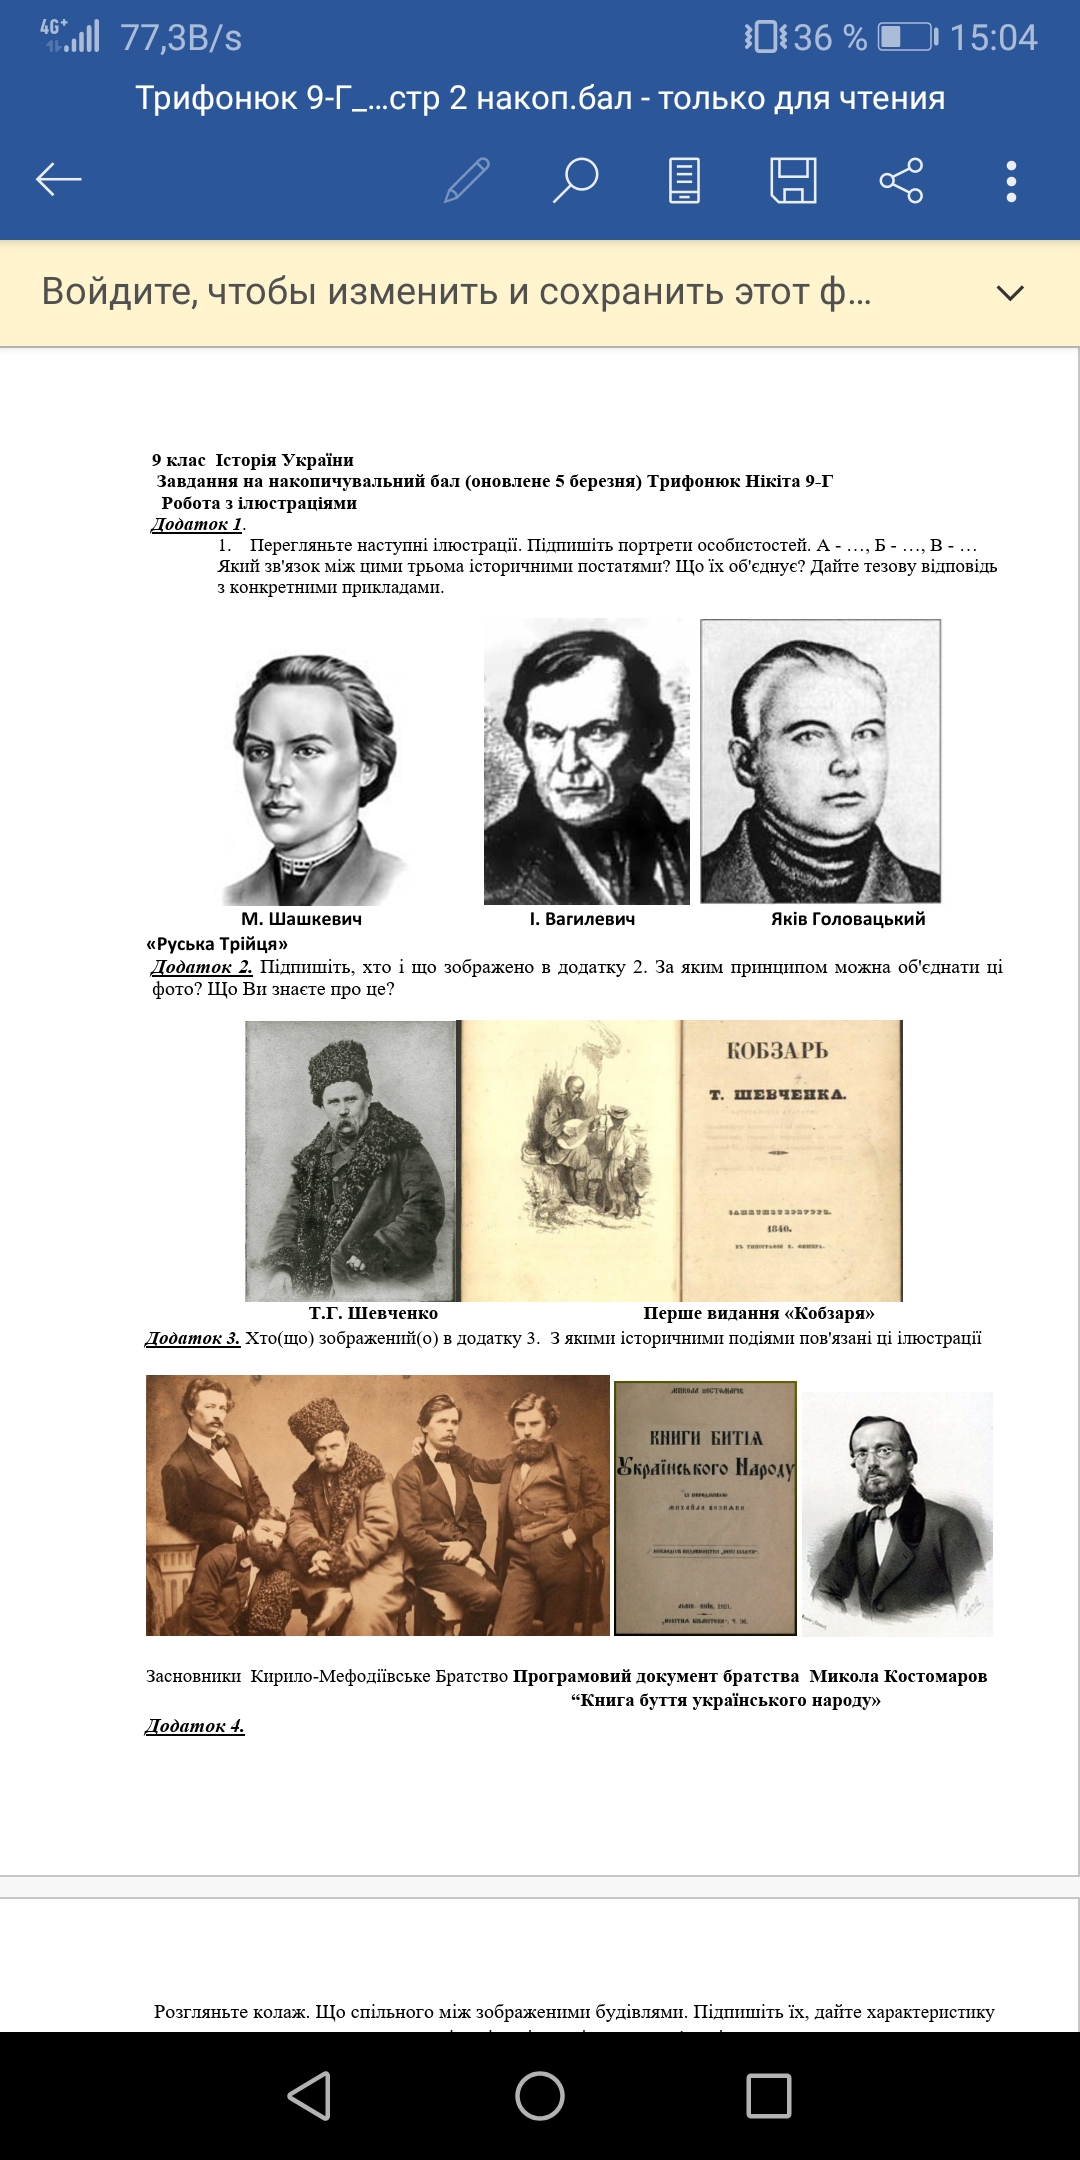 4G+ 77,3B/s 36 % 15:04
Трифонюк 9-Г_...стр 2 накоп.бал - только для чтения
Войдите, чтобы изменить и сохранить этот ф...
9 клас Історія України
Завдання на накопичувальний бал (оновлене 5 березня) Трифонюк Нікіта 9-Г
Робота з ілюстраціями
Додаток 1.
1. Перегляньте наступні ілюстрації. Підпишіть портрети особистостей. А - …, Б - …, В - …
Який зв'язок між цими трьома історичними постатями? Що їх об'єднує? Дайте тезову відповідь
з конкретними прикладами.
М. Шашкевич І. Вагилевич Яків Головацький
«Руська Трійця»
Додаток 2. Підпишіть, хто і що зображено в додатку 2. За яким принципом можна об'єднати ці
фото? Що Ви знаєте про це?
КОБЗАРЬ
Т. ШЕВЧЕНКА.
САНКТПЕТЕРБУРГЪ.
1840.
Т.Г. Шевченко Перше видання «Кобзаря»
Додаток 3. Хто(що) зображений(о) в додатку 3. З якими історичними подіями пов'язані ці ілюстрації
МИКОЛА КОСТОМАРІВ
КНИГИ БИТІЯ
Українського Народу
Засновники Кирило-Мефодіївське Братство Програмовий документ братства Микола Костомаров
“Книга буття українського народу»
Додаток 4.
Розгляньте колаж. Що спільного між зображеними будівлями. Підпишіть їх, дайте характеристику